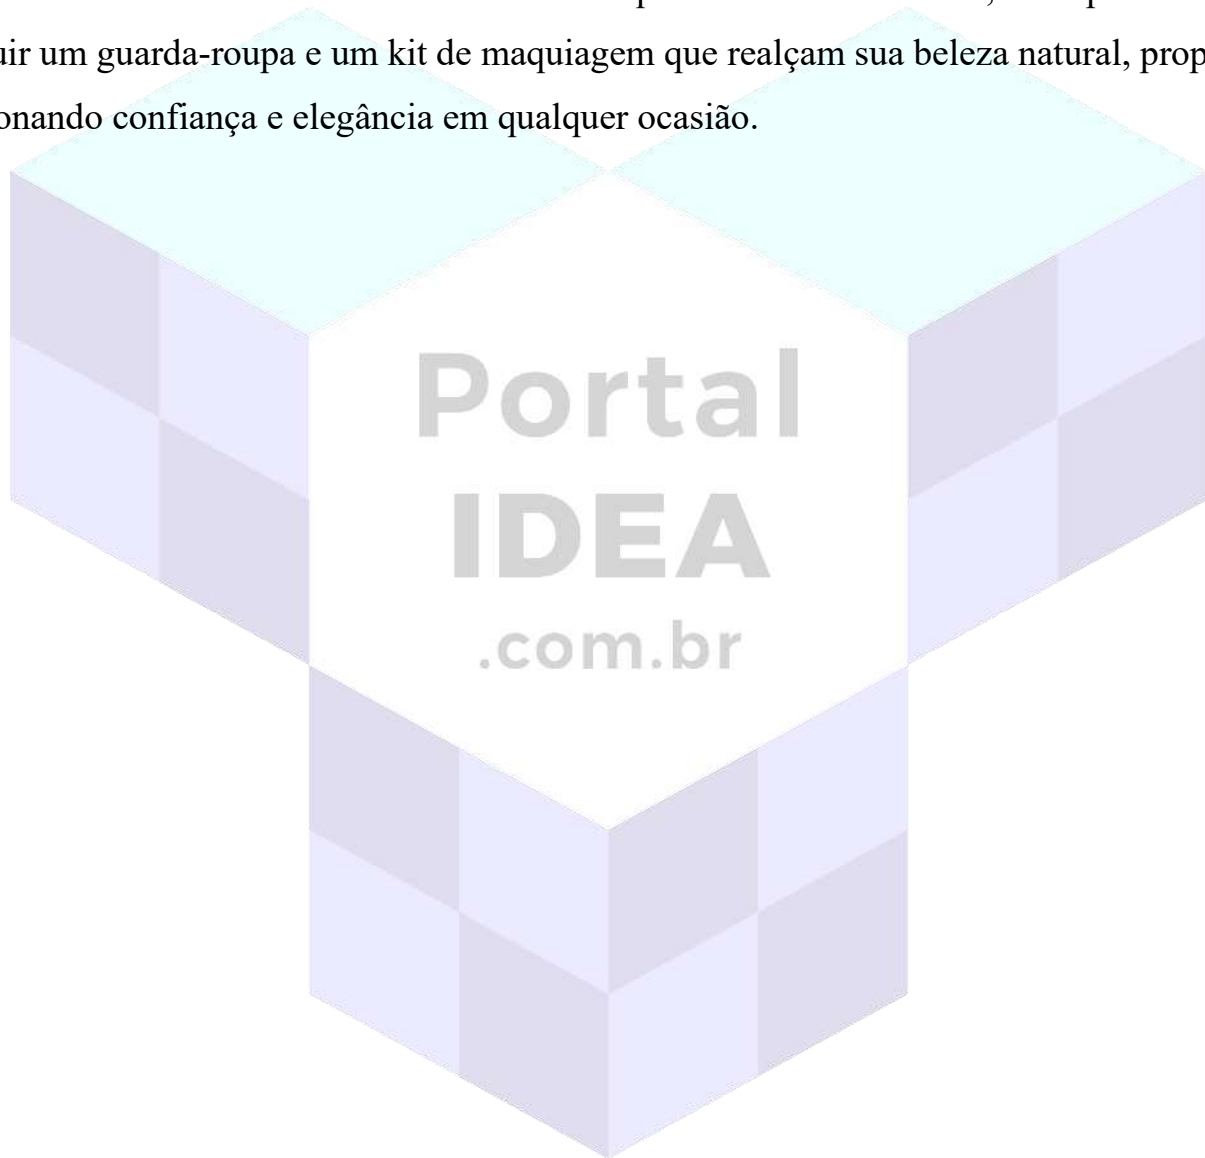 uir um guarda-roupa e um kit de maquiagem que realçam sua beleza natural, prop
onando confiança e elegância em qualquer ocasião.
Portal
IDEA
.com.br